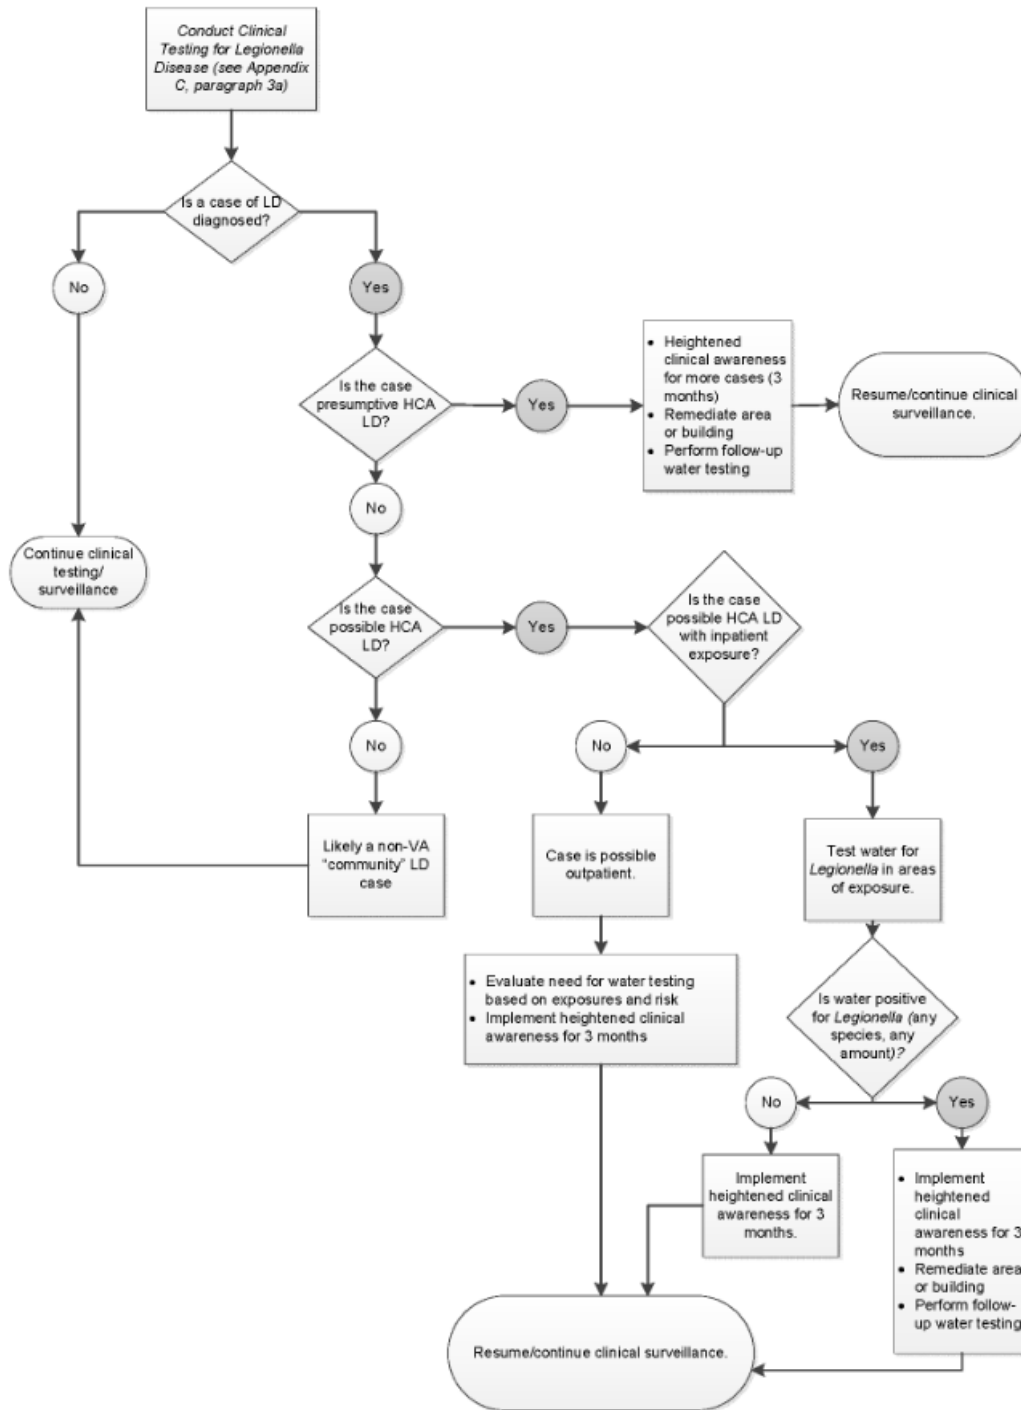 Conduct Clinical
Testing for Legionella
Disease (see Appendix
C, paragraph 3a)
Is a case of LD
diagnosed?
No
Yes
Is the case
presumptive HCA
LD?
Yes
• Heightened
clinical awareness
for more cases (3
months)
• Remediate area
or building
• Perform follow-up
water testing
Resume/continue clinical
surveillance.
No
Continue clinical
testing/
surveillance
Is the case
possible HCA
LD?
Yes
Is the case
possible HCA LD
with inpatient
exposure?
No
No
Yes
Likely a non-VA
"community" LD
case
Case is possible
outpatient.
Test water for
Legionella in areas
of exposure.
• Evaluate need for water testing
based on exposures and risk
• Implement heightened clinical
awareness for 3 months
Is water positive
for Legionella (any
species, any
amount)?
No
Yes
Implement
heightened clinical
awareness for 3
months.
• Implement
heightened
clinical
awareness for 3
months
• Remediate area
or building
• Perform follow-
up water testing
Resume/continue clinical surveillance.